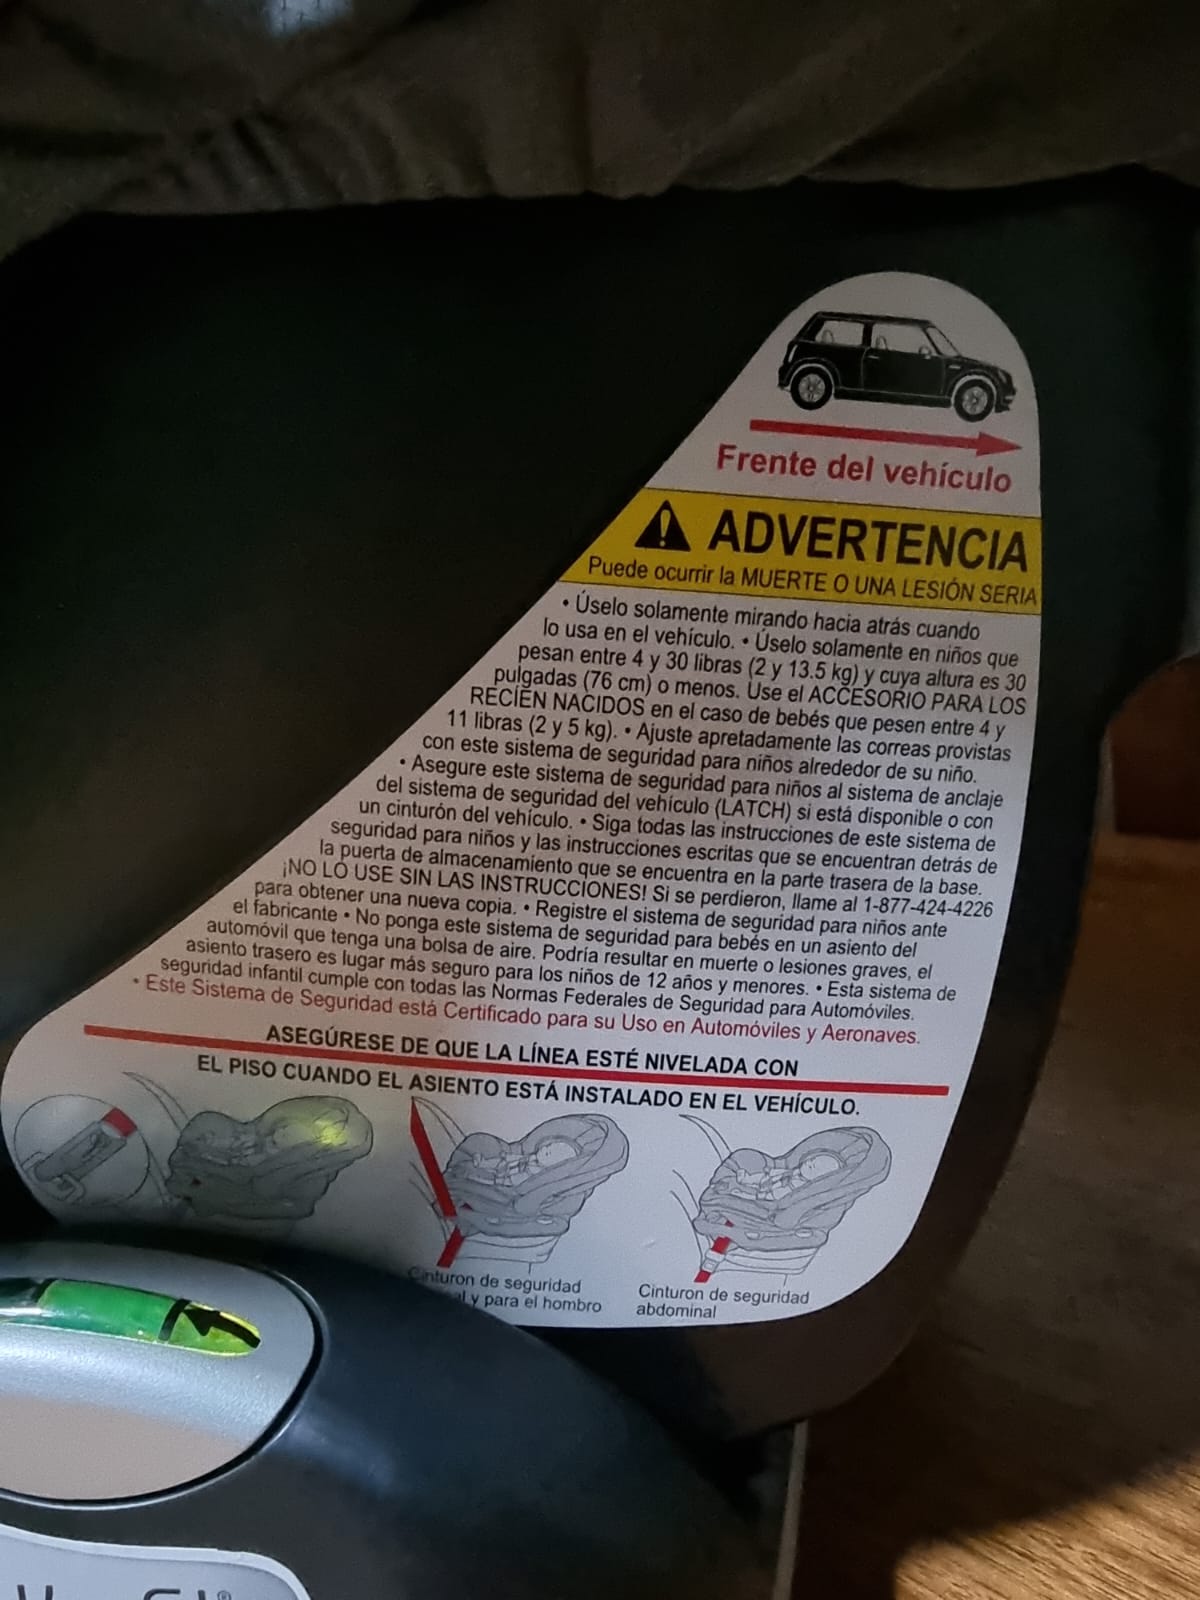 Frente del vehículo
ADVERTENCIA
Puede ocurrir la MUERTE O UNA LESIÓN SERIA
• Úselo solamente mirando hacia atrás cuando
lo usa en el vehículo. • Úselo solamente en niños que
pesan entre 4 y 30 libras (2 y 13.5 kg) y cuya altura es 30
pulgadas (76 cm) o menos. Use el ACCESORIO PARA LOS
RECIÉN NACIDOS en el caso de bebés que pesen entre 4 y
11 libras (2 y 5 kg). • Ajuste apretadamente las correas provistas
con este sistema de seguridad para niños alrededor de su niño.
• Asegure este sistema de seguridad para niños al sistema de anclaje
del sistema de seguridad del vehículo (LATCH) si está disponible o con
un cinturón del vehículo. • Siga todas las instrucciones de este sistema de
seguridad para niños y las instrucciones escritas que se encuentran detrás de
la puerta de almacenamiento que se encuentra en la parte trasera de la base.
¡NO LO USE SIN LAS INSTRUCCIONES! Si se perdieron, llame al 1-877-424-4226
para obtener una nueva copia. • Registre el sistema de seguridad para niños ante
el fabricante • No ponga este sistema de seguridad para bebés en un asiento del
automóvil que tenga una bolsa de aire. Podría resultar en muerte o lesiones graves, el
asiento trasero es lugar más seguro para los niños de 12 años y menores. • Esta sistema de
seguridad infantil cumple con todas las Normas Federales de Seguridad para Automóviles.
• Este Sistema de Seguridad está Certificado para su Uso en Automóviles y Aeronaves.
ASEGÚRESE DE QUE LA LÍNEA ESTÉ NIVELADA CON
EL PISO CUANDO EL ASIENTO ESTÁ INSTALADO EN EL VEHÍCULO.
Cinturon de seguridad
y para el hombro
Cinturon de seguridad
abdominal